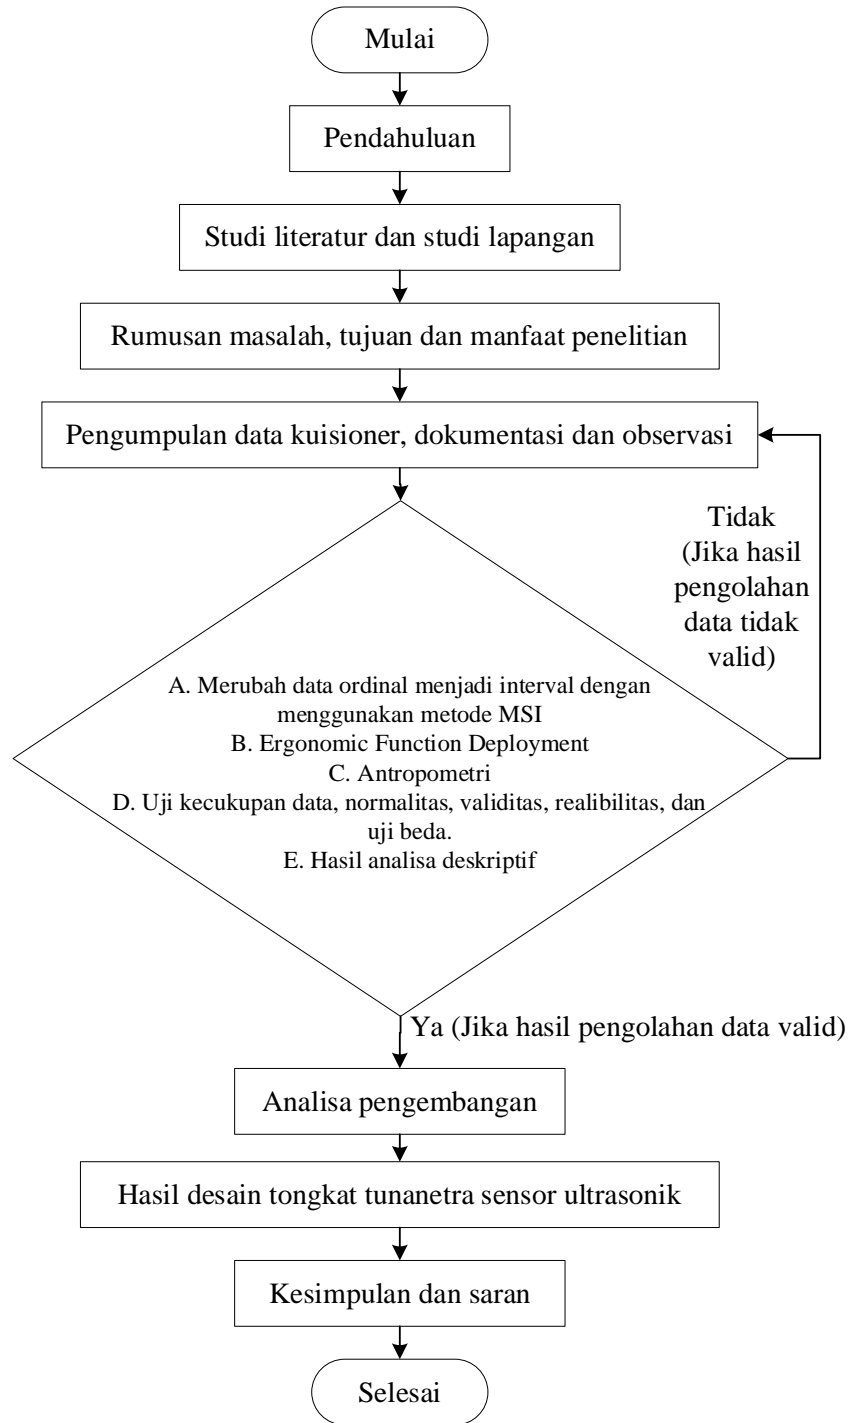 Mulai
Pendahuluan
Studi literatur dan studi lapangan
Rumusan masalah, tujuan dan manfaat penelitian
Pengumpulan data kuisioner, dokumentasi dan observasi
Tidak
(Jika hasil
pengolahan
data tidak
valid)
A. Merubah data ordinal menjadi interval dengan
menggunakan metode MSI
B. Ergonomic Function Deployment
C. Antropometri
D. Uji kecukupan data, normalitas, validitas, realibilitas, dan
uji beda.
E. Hasil analisa deskriptif
Ya (Jika hasil pengolahan data valid)
Analisa pengembangan
Hasil desain tongkat tunanetra sensor ultrasonik
Kesimpulan dan saran
Selesai